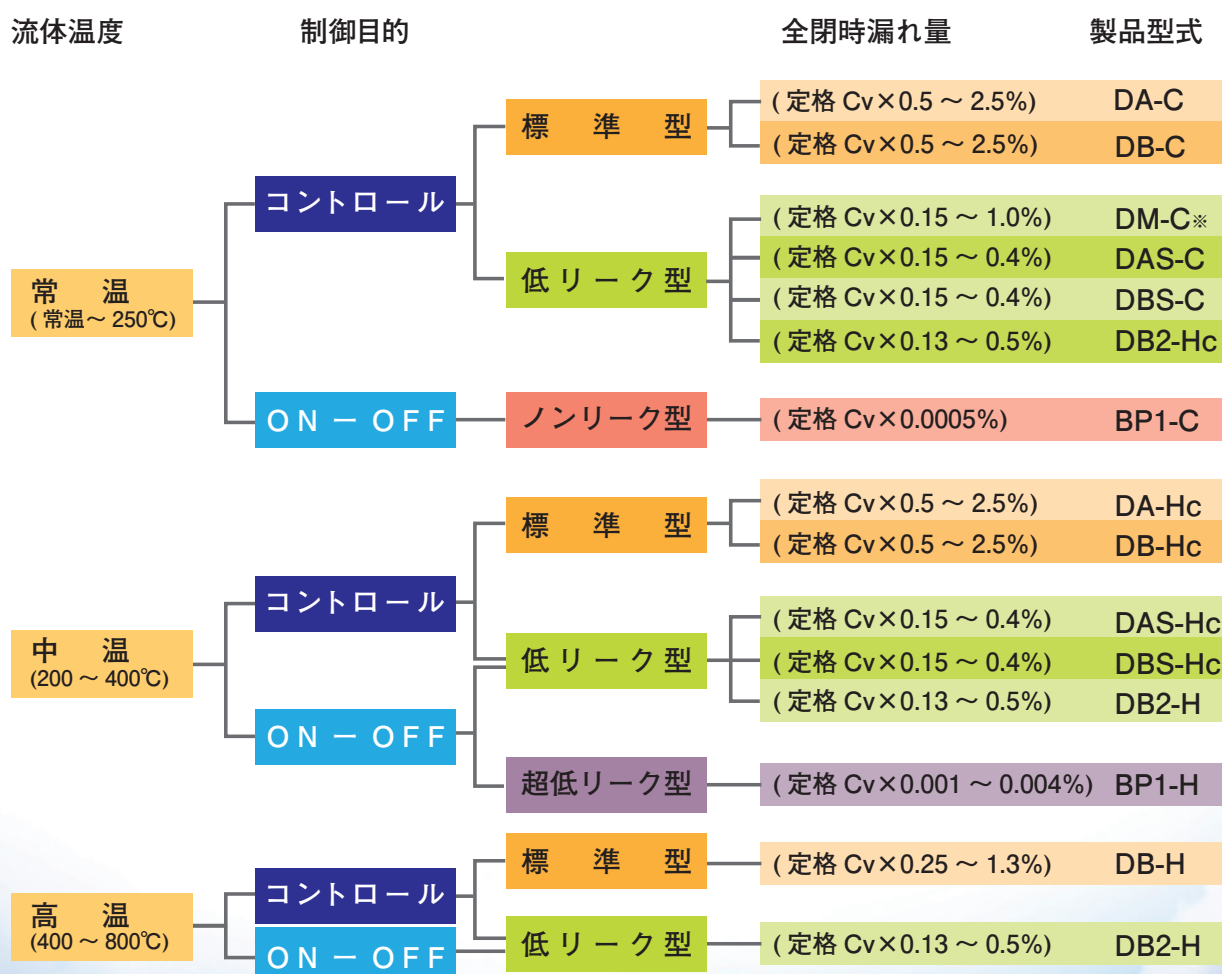 流体温度 制御目的 全閉時漏れ量 製品型式
標準型 (定格 Cv×0.5 ～ 2.5%) DA-C
(定格 Cv×0.5 ～ 2.5%) DB-C
コントロール
低リーク型 (定格 Cv×0.15 ～ 1.0%) DM-C※
(定格 Cv×0.15 ～ 0.4%) DAS-C
(定格 Cv×0.15 ～ 0.4%) DBS-C
(定格 Cv×0.13 ～ 0.5%) DB2-Hc
常温
(常温～ 250℃)
ON － OFF ノンリーク型 (定格 Cv×0.0005%) BP1-C
標準型 (定格 Cv×0.5 ～ 2.5%) DA-Hc
(定格 Cv×0.5 ～ 2.5%) DB-Hc
コントロール
低リーク型 (定格 Cv×0.15 ～ 0.4%) DAS-Hc
(定格 Cv×0.15 ～ 0.4%) DBS-Hc
(定格 Cv×0.13 ～ 0.5%) DB2-H
中温
(200 ～ 400℃)
ON － OFF
超低リーク型 (定格 Cv×0.001 ～ 0.004%) BP1-H
標準型 (定格 Cv×0.25 ～ 1.3%) DB-H
コントロール
高温
(400 ～ 800℃)
ON － OFF 低リーク型 (定格 Cv×0.13 ～ 0.5%) DB2-H